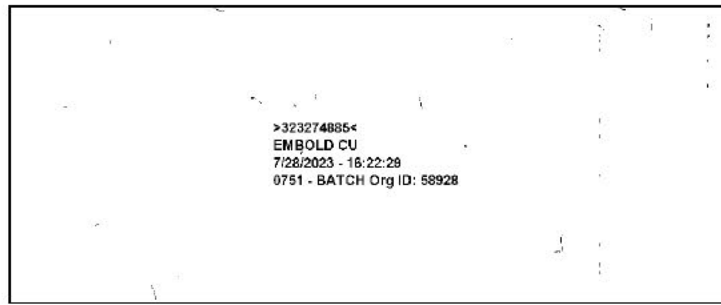 >323274885<
EMBOLD CU
7/28/2023 - 16:22:29
0751 - BATCH Org ID: 58928